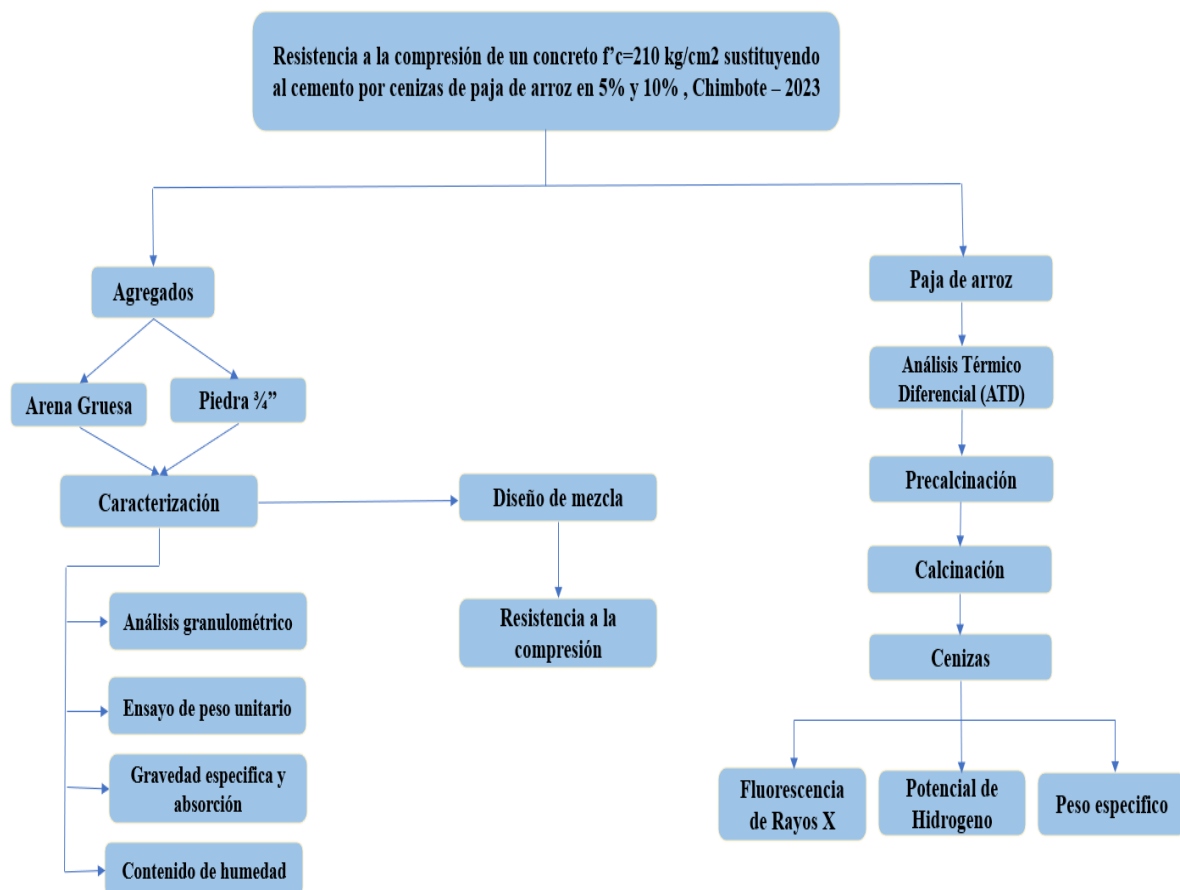 Resistencia a la compresión de un concreto f’c=210 kg/cm2 sustituyendo
al cemento por cenizas de paja de arroz en 5% y 10% , Chimbote – 2023
Agregados
Arena Gruesa
Piedra ¾”
Caracterización
Análisis granulométrico
Ensayo de peso unitario
Gravedad especifica y
absorción
Contenido de humedad
Diseño de mezcla
Resistencia a la
compresión
Paja de arroz
Análisis Térmico
Diferencial (ATD)
Precalcinación
Calcinación
Cenizas
Fluorescencia
de Rayos X
Potencial de
Hidrogeno
Peso especifico